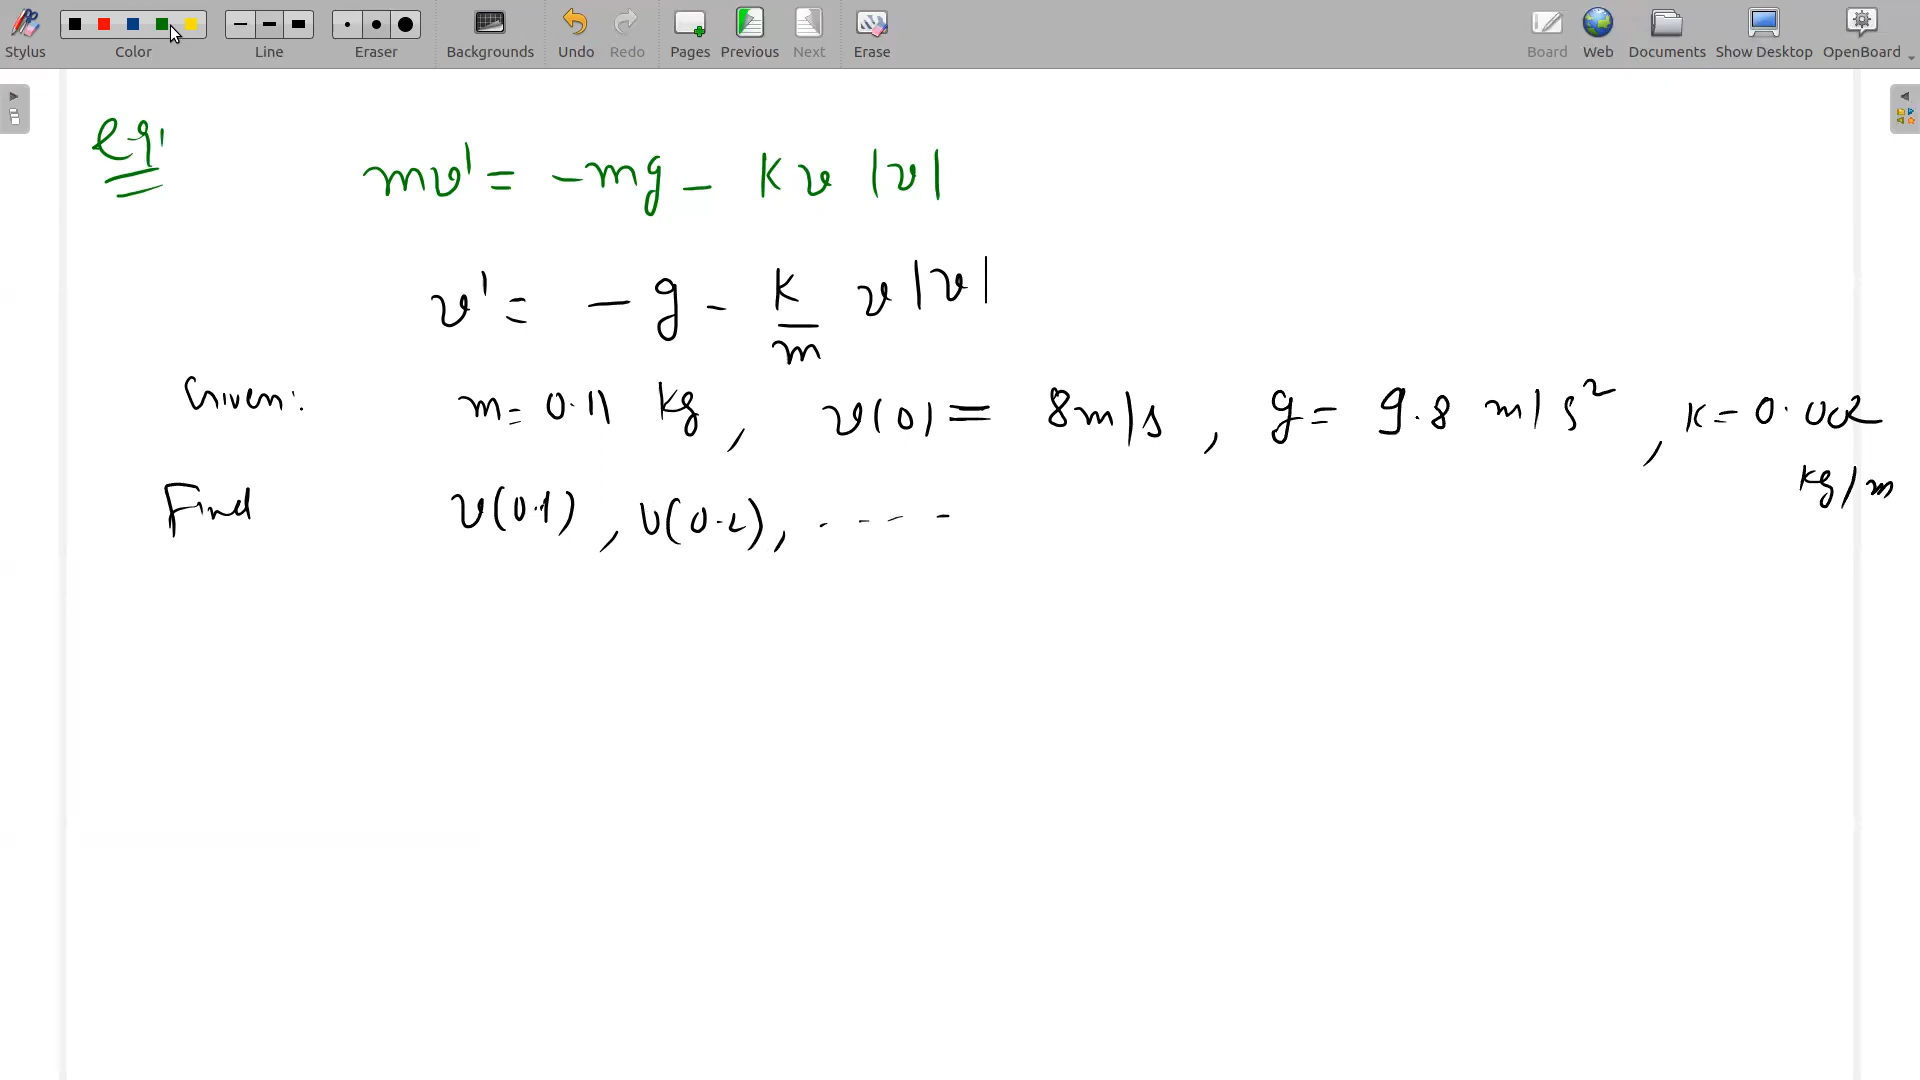 Stylus Color Line Eraser Backgrounds Undo Redo Pages Previous Next Erase Board Web Documents Show Desktop OpenBoard
eg:
mv' = -mg - K v |v|
v' = - g - K/m v |v|
Given: m = 0.11 kg, v(0) = 8m/s, g = 9.8 m/s², K = 0.002
kg/m
Find v(0.1), v(0.2), .----